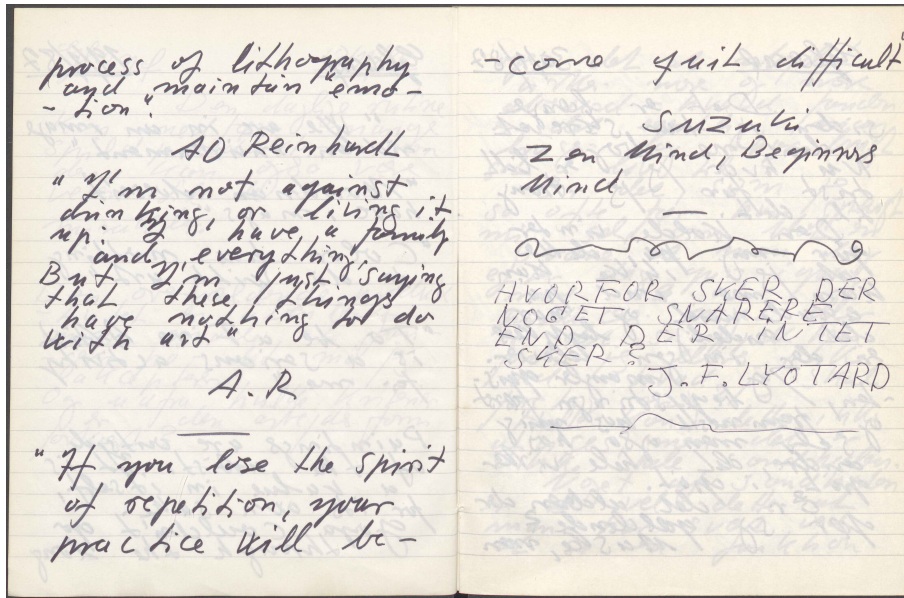 process of lithography
and "maintain "emo-
- tion".
AD Reinhardt
"I'm not against
drinking, or living it
up: I have a family
and everything,
But I'm just saying
that these things
have nothing to do
with art"
A.R
"If you lose the spirit
of repetition, your
practice will be-
-come quit difficult"
Suzuki
Zen Mind, Beginners
Mind
HVORFOR SKER DER
NOGET SNARERE
END DER INTET
SKER?
J.F. LYOTARD